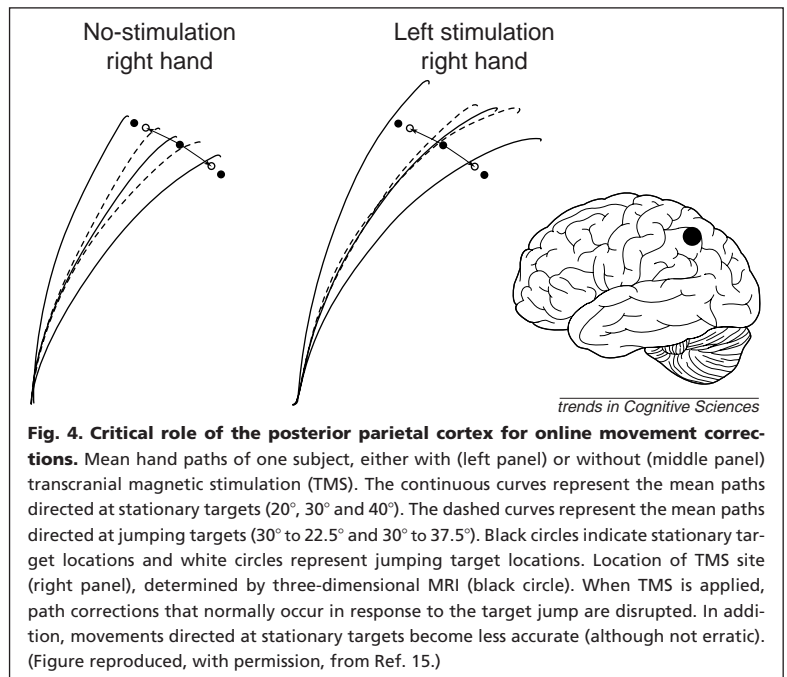 No-stimulation
right hand
Left stimulation
right hand
trends in Cognitive Sciences
Fig. 4. Critical role of the posterior parietal cortex for online movement correc-
tions. Mean hand paths of one subject, either with (left panel) or without (middle panel)
transcranial magnetic stimulation (TMS). The continuous curves represent the mean paths
directed at stationary targets (20°, 30° and 40°). The dashed curves represent the mean paths
directed at jumping targets (30° to 22.5° and 30° to 37.5°). Black circles indicate stationary tar-
get locations and white circles represent jumping target locations. Location of TMS site
(right panel), determined by three-dimensional MRI (black circle). When TMS is applied,
path corrections that normally occur in response to the target jump are disrupted. In addi-
tion, movements directed at stationary targets become less accurate (although not erratic).
(Figure reproduced, with permission, from Ref. 15.)